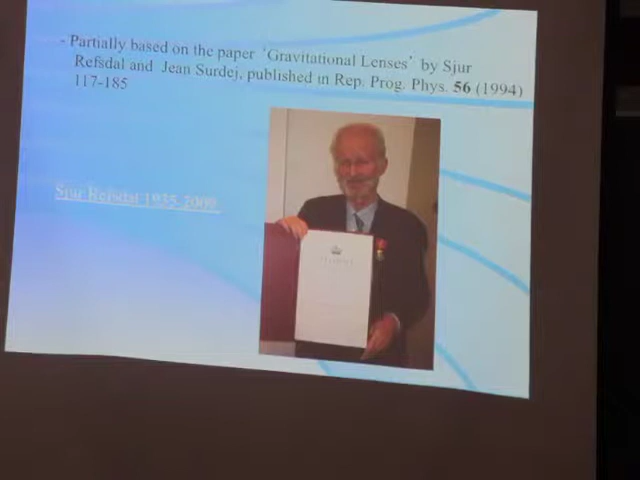 - Partially based on the paper ‘Gravitational Lenses’ by Sjur
Refsdal and Jean Surdej, published in Rep. Prog. Phys. 56 (1994)
117-185
Sjur Refsdal 1935-2009